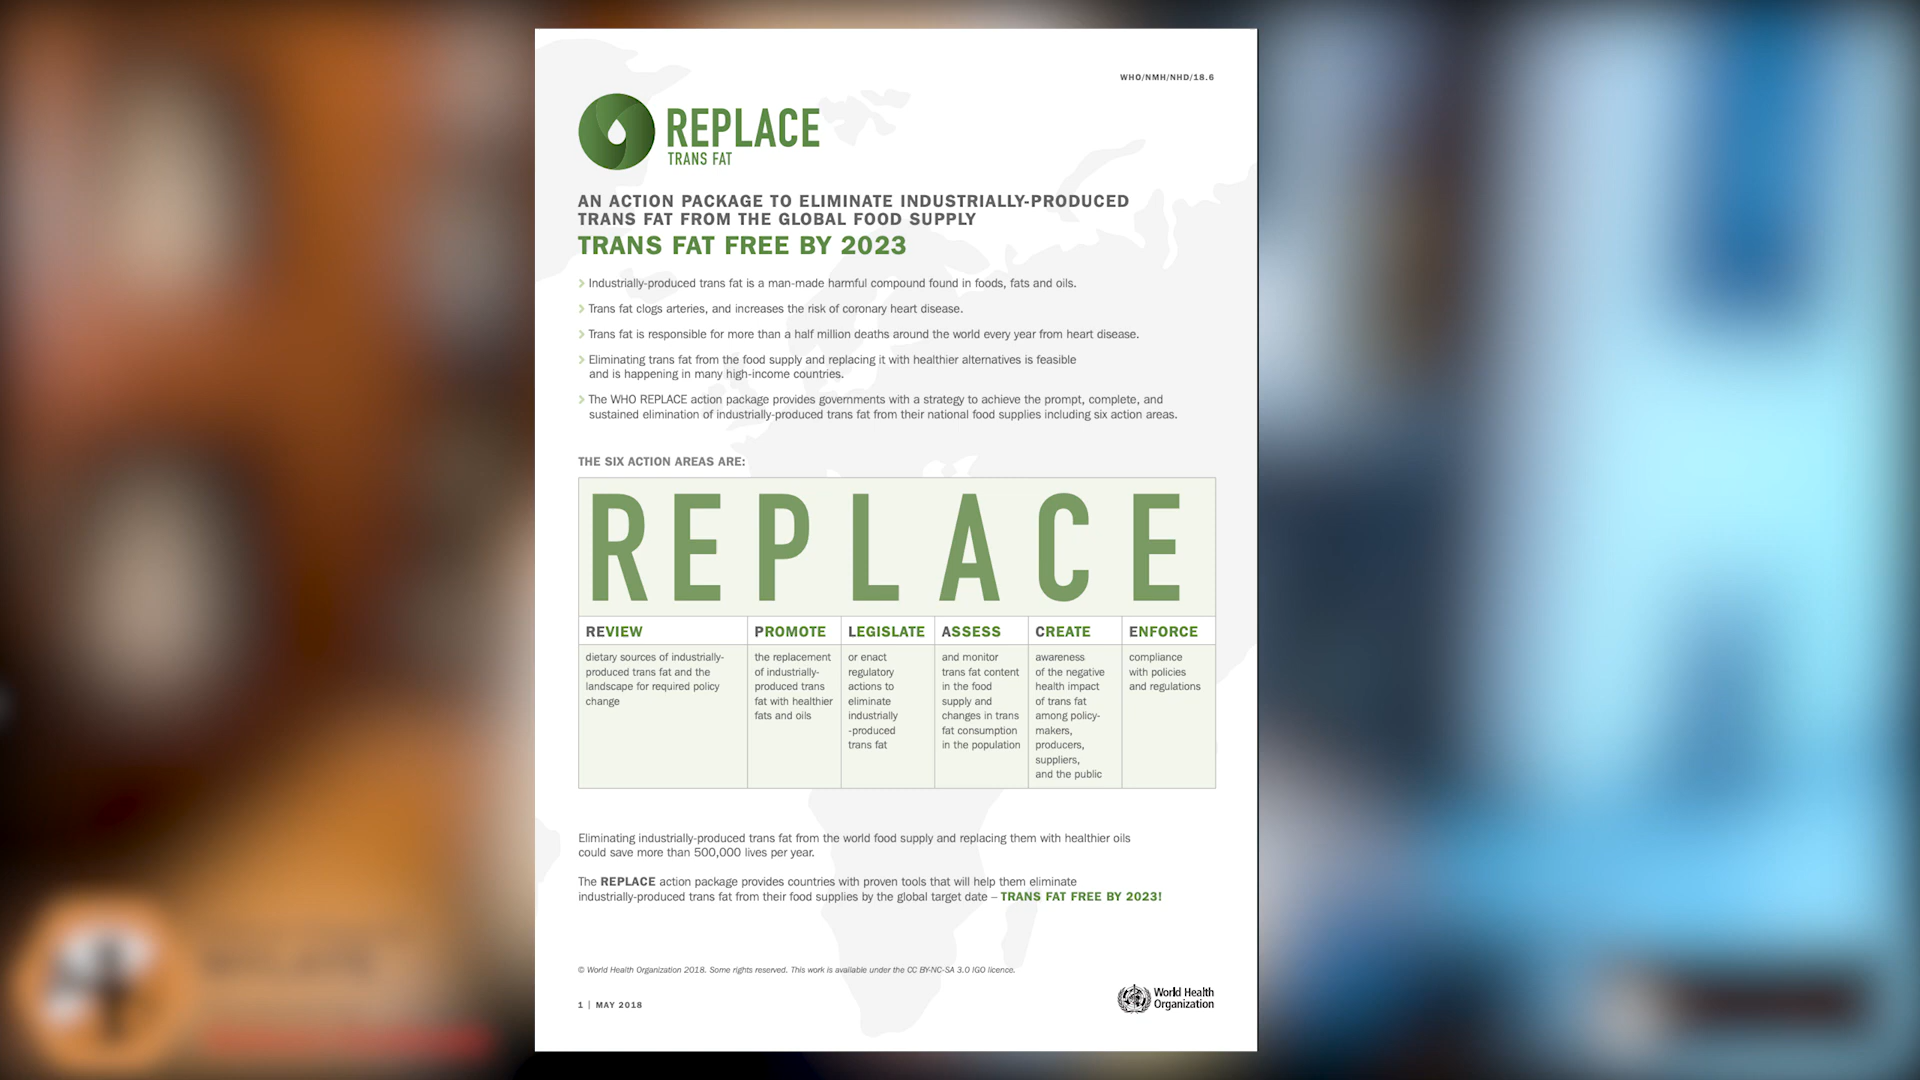 WHO/NMH/NHD/18.6
REPLACE
TRANS FAT
AN ACTION PACKAGE TO ELIMINATE INDUSTRIALLY-PRODUCED
TRANS FAT FROM THE GLOBAL FOOD SUPPLY
TRANS FAT FREE BY 2023
Industrially-produced trans fat is a man-made harmful compound found in foods, fats and oils.
Trans fat clogs arteries, and increases the risk of coronary heart disease.
Trans fat is responsible for more than a half million deaths around the world every year from heart disease.
Eliminating trans fat from the food supply and replacing it with healthier alternatives is feasible
and is happening in many high-income countries.
The WHO REPLACE action package provides governments with a strategy to achieve the prompt, complete, and
sustained elimination of industrially-produced trans fat from their national food supplies including six action areas.
THE SIX ACTION AREAS ARE:
REPLACE
REVIEW
dietary sources of industrially-
produced trans fat and the
landscape for required policy
change
PROMOTE
the replacement
of industrially-
produced trans
fat with healthier
fats and oils
LEGISLATE
or enact
regulatory
actions to
eliminate
industrially
-produced
trans fat
ASSESS
and monitor
trans fat content
in the food
supply and
changes in trans
fat consumption
in the population
CREATE
awareness
of the negative
health impact
of trans fat
among policy-
makers,
producers,
suppliers,
and the public
ENFORCE
compliance
with policies
and regulations
Eliminating industrially-produced trans fat from the world food supply and replacing them with healthier oils
could save more than 500,000 lives per year.
The REPLACE action package provides countries with proven tools that will help them eliminate
industrially-produced trans fat from their food supplies by the global target date – TRANS FAT FREE BY 2023!
© World Health Organization 2018. Some rights reserved. This work is available under the CC BY-NC-SA 3.0 IGO licence.
1 | MAY 2018
World Health
Organization